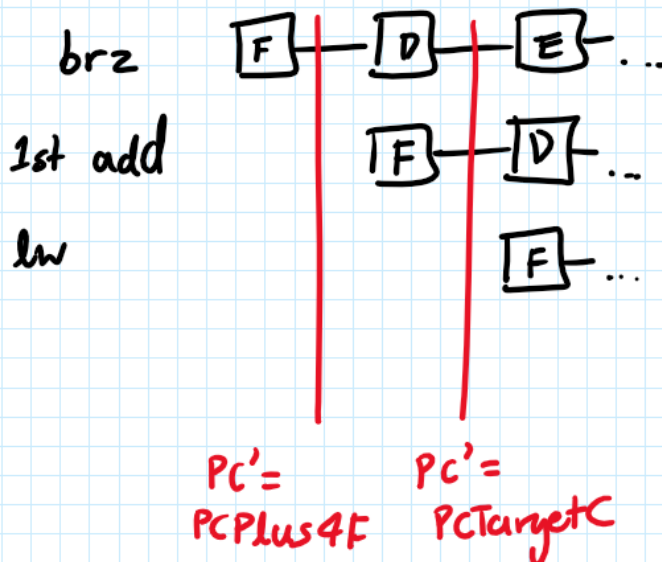 brz F D E ...
1st add F D ...
lw F ...
PC'= PC'=
PCPlus4F PCTargetC